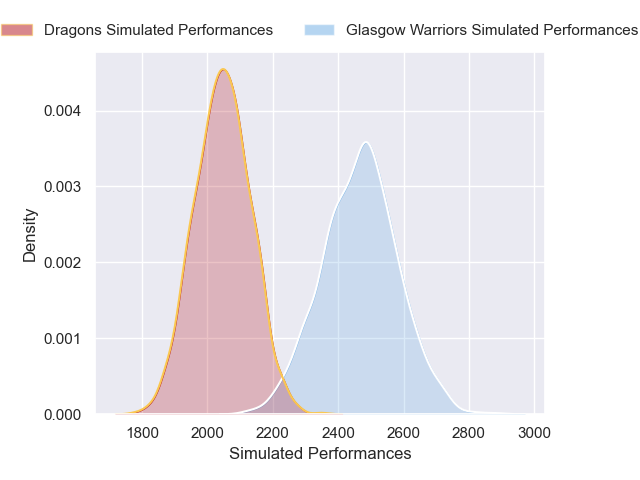 Dragons Simulated Performances
Glasgow Warriors Simulated Performances
0.004
0.003
0.002
0.001
0.000
Density
1800 2000 2200 2400 2600 2800 3000
Simulated Performances